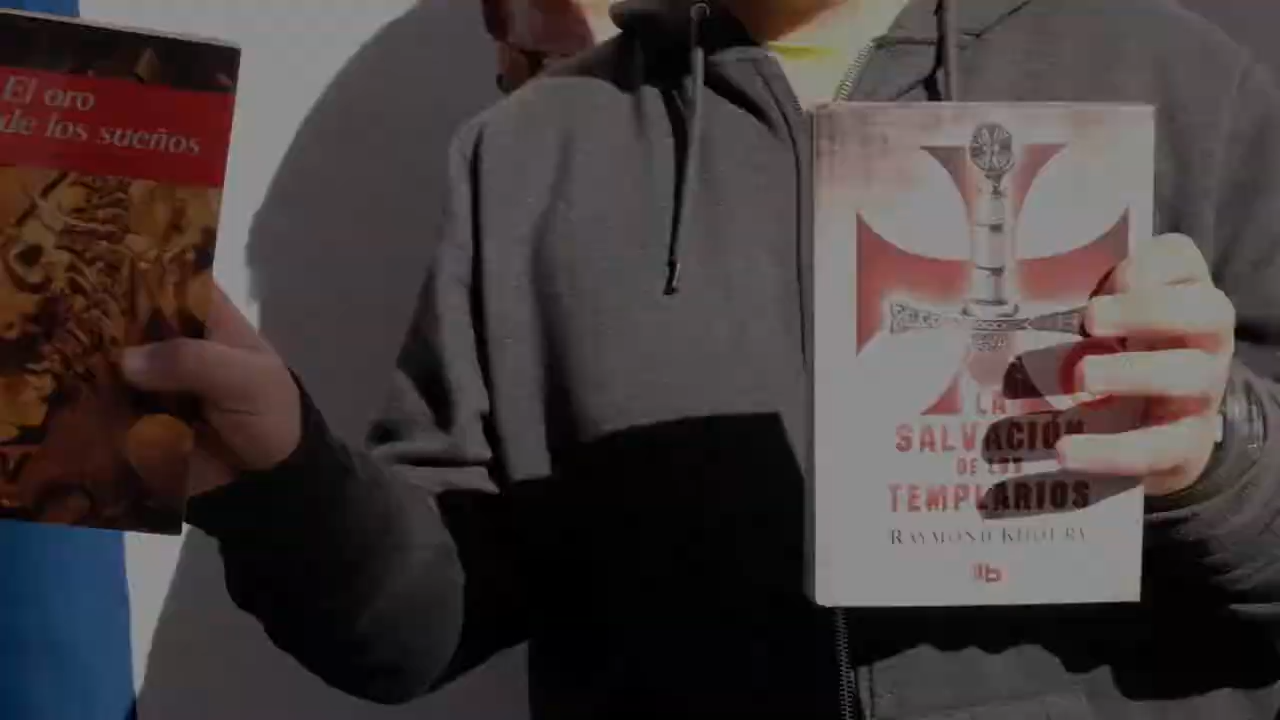 El oro
de los sueños
LA
SALVACIÓN
DE LOS
TEMPLARIOS
RAYMOND KHOURY